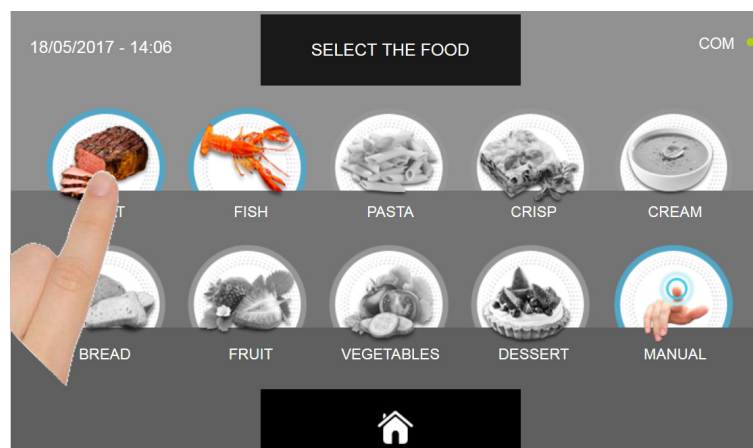 18/05/2017 - 14:06
SELECT THE FOOD
COM
T
FISH
PASTA
CRISP
CREAM
BREAD
FRUIT
VEGETABLES
DESSERT
MANUAL